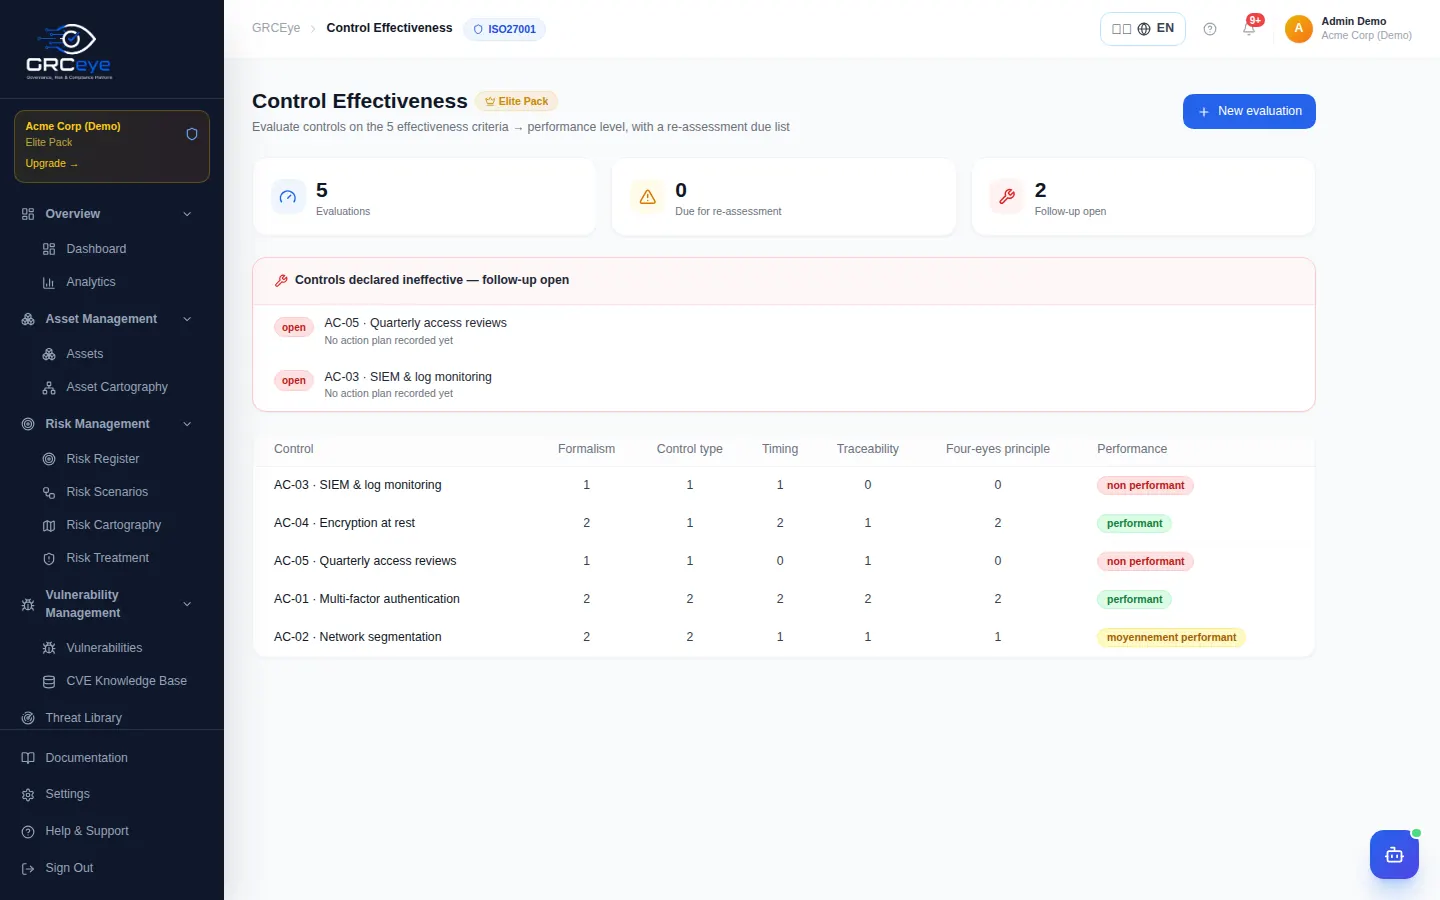 GRCeye
Governance, Risk & Compliance Platform
Acme Corp (Demo)
Elite Pack
Upgrade →
Overview
Dashboard
Analytics
Asset Management
Assets
Asset Cartography
Risk Management
Risk Register
Risk Scenarios
Risk Cartography
Risk Treatment
Vulnerability
Management
Vulnerabilities
CVE Knowledge Base
Threat Library
Documentation
Settings
Help & Support
Sign Out
GRCEye Control Effectiveness ISO27001
EN
9+
A
Admin Demo
Acme Corp (Demo)
Control Effectiveness Elite Pack
Evaluate controls on the 5 effectiveness criteria → performance level, with a re-assessment due list
New evaluation
5
Evaluations
0
Due for re-assessment
2
Follow-up open
Controls declared ineffective — follow-up open
open AC-05 · Quarterly access reviews
No action plan recorded yet
open AC-03 · SIEM & log monitoring
No action plan recorded yet
Control Formalism Control type Timing Traceability Four-eyes principle Performance
AC-03 · SIEM & log monitoring 1 1 1 0 0 non performant
AC-04 · Encryption at rest 2 1 2 1 2 performant
AC-05 · Quarterly access reviews 1 1 0 1 0 non performant
AC-01 · Multi-factor authentication 2 2 2 2 2 performant
AC-02 · Network segmentation 2 2 1 1 1 moyennement performant